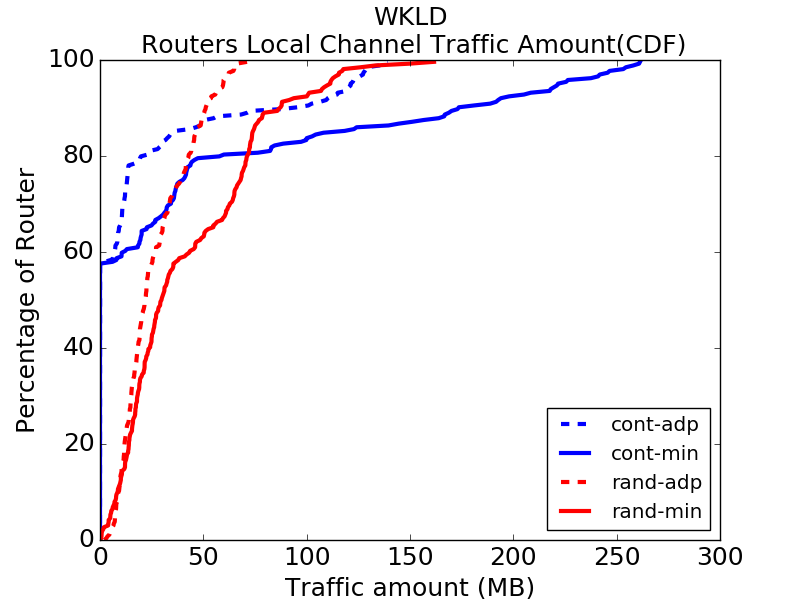 WKLD
Routers Local Channel Traffic Amount(CDF)
Percentage of Router
100
80
60
40
20
0
0 50 100 150 200 250 300
Traffic amount (MB)
cont-adp
cont-min
rand-adp
rand-min